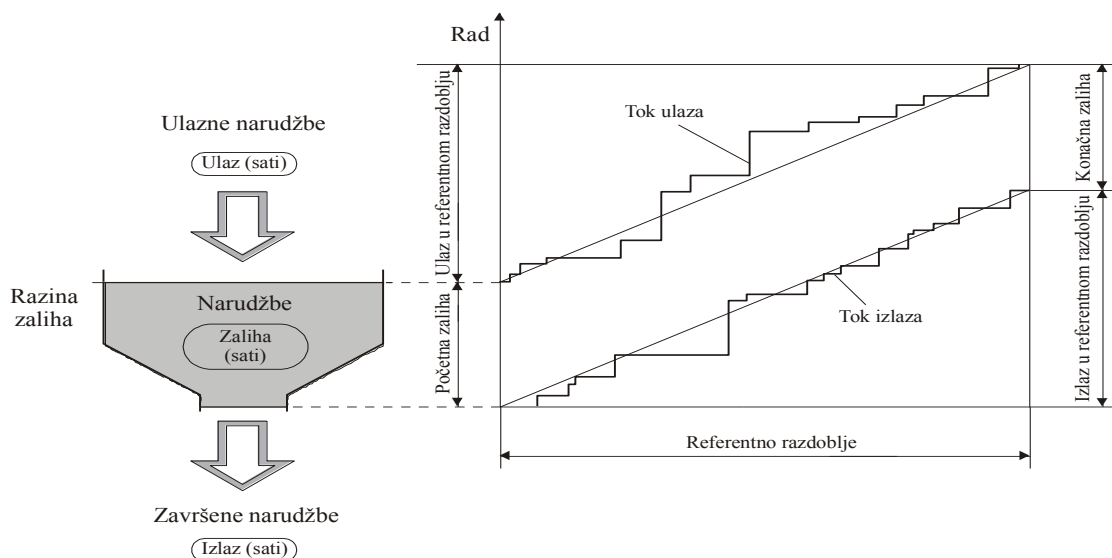 Rad
Ulazne narudžbe
Ulaz (sati)
Razina
zaliha
Narudžbe
Zaliha
(sati)
Završene narudžbe
Izlaz (sati)
Ulaz u referentnom razdoblju
Početna zaliha
Tok ulaza
Tok izlaza
Konačna zaliha
Izlaz u referentnom razdoblju
Referentno razdoblje